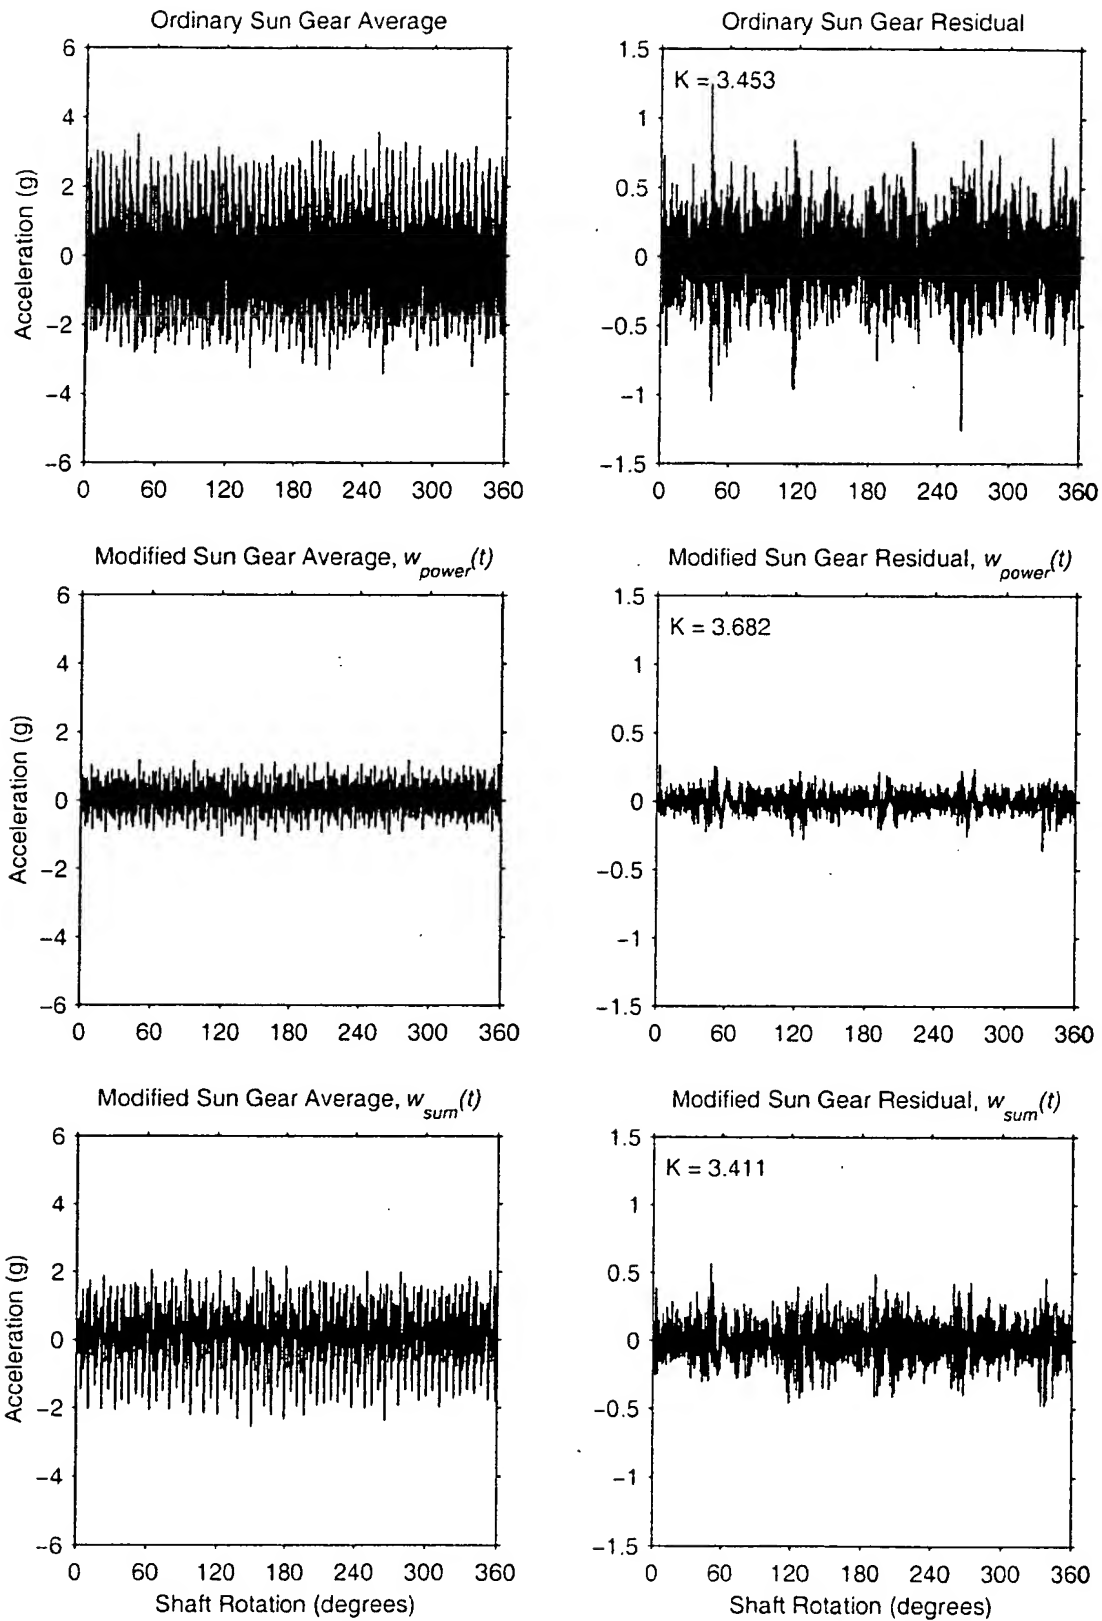 Ordinary Sun Gear Average
Ordinary Sun Gear Residual
6
4
2
0
−2
−4
−6
Acceleration (g)
0 60 120 180 240 300 360
1.5
1
0.5
0
−0.5
−1
−1.5
K = 3.453
0 60 120 180 240 300 360
Modified Sun Gear Average, w_power(t)
Modified Sun Gear Residual, w_power(t)
6
4
2
0
−2
−4
−6
Acceleration (g)
0 60 120 180 240 300 360
1.5
1
0.5
0
−0.5
−1
−1.5
K = 3.682
0 60 120 180 240 300 360
Modified Sun Gear Average, w_sum(t)
Modified Sun Gear Residual, w_sum(t)
6
4
2
0
−2
−4
−6
Acceleration (g)
0 60 120 180 240 300 360
Shaft Rotation (degrees)
1.5
1
0.5
0
−0.5
−1
−1.5
K = 3.411
0 60 120 180 240 300 360
Shaft Rotation (degrees)